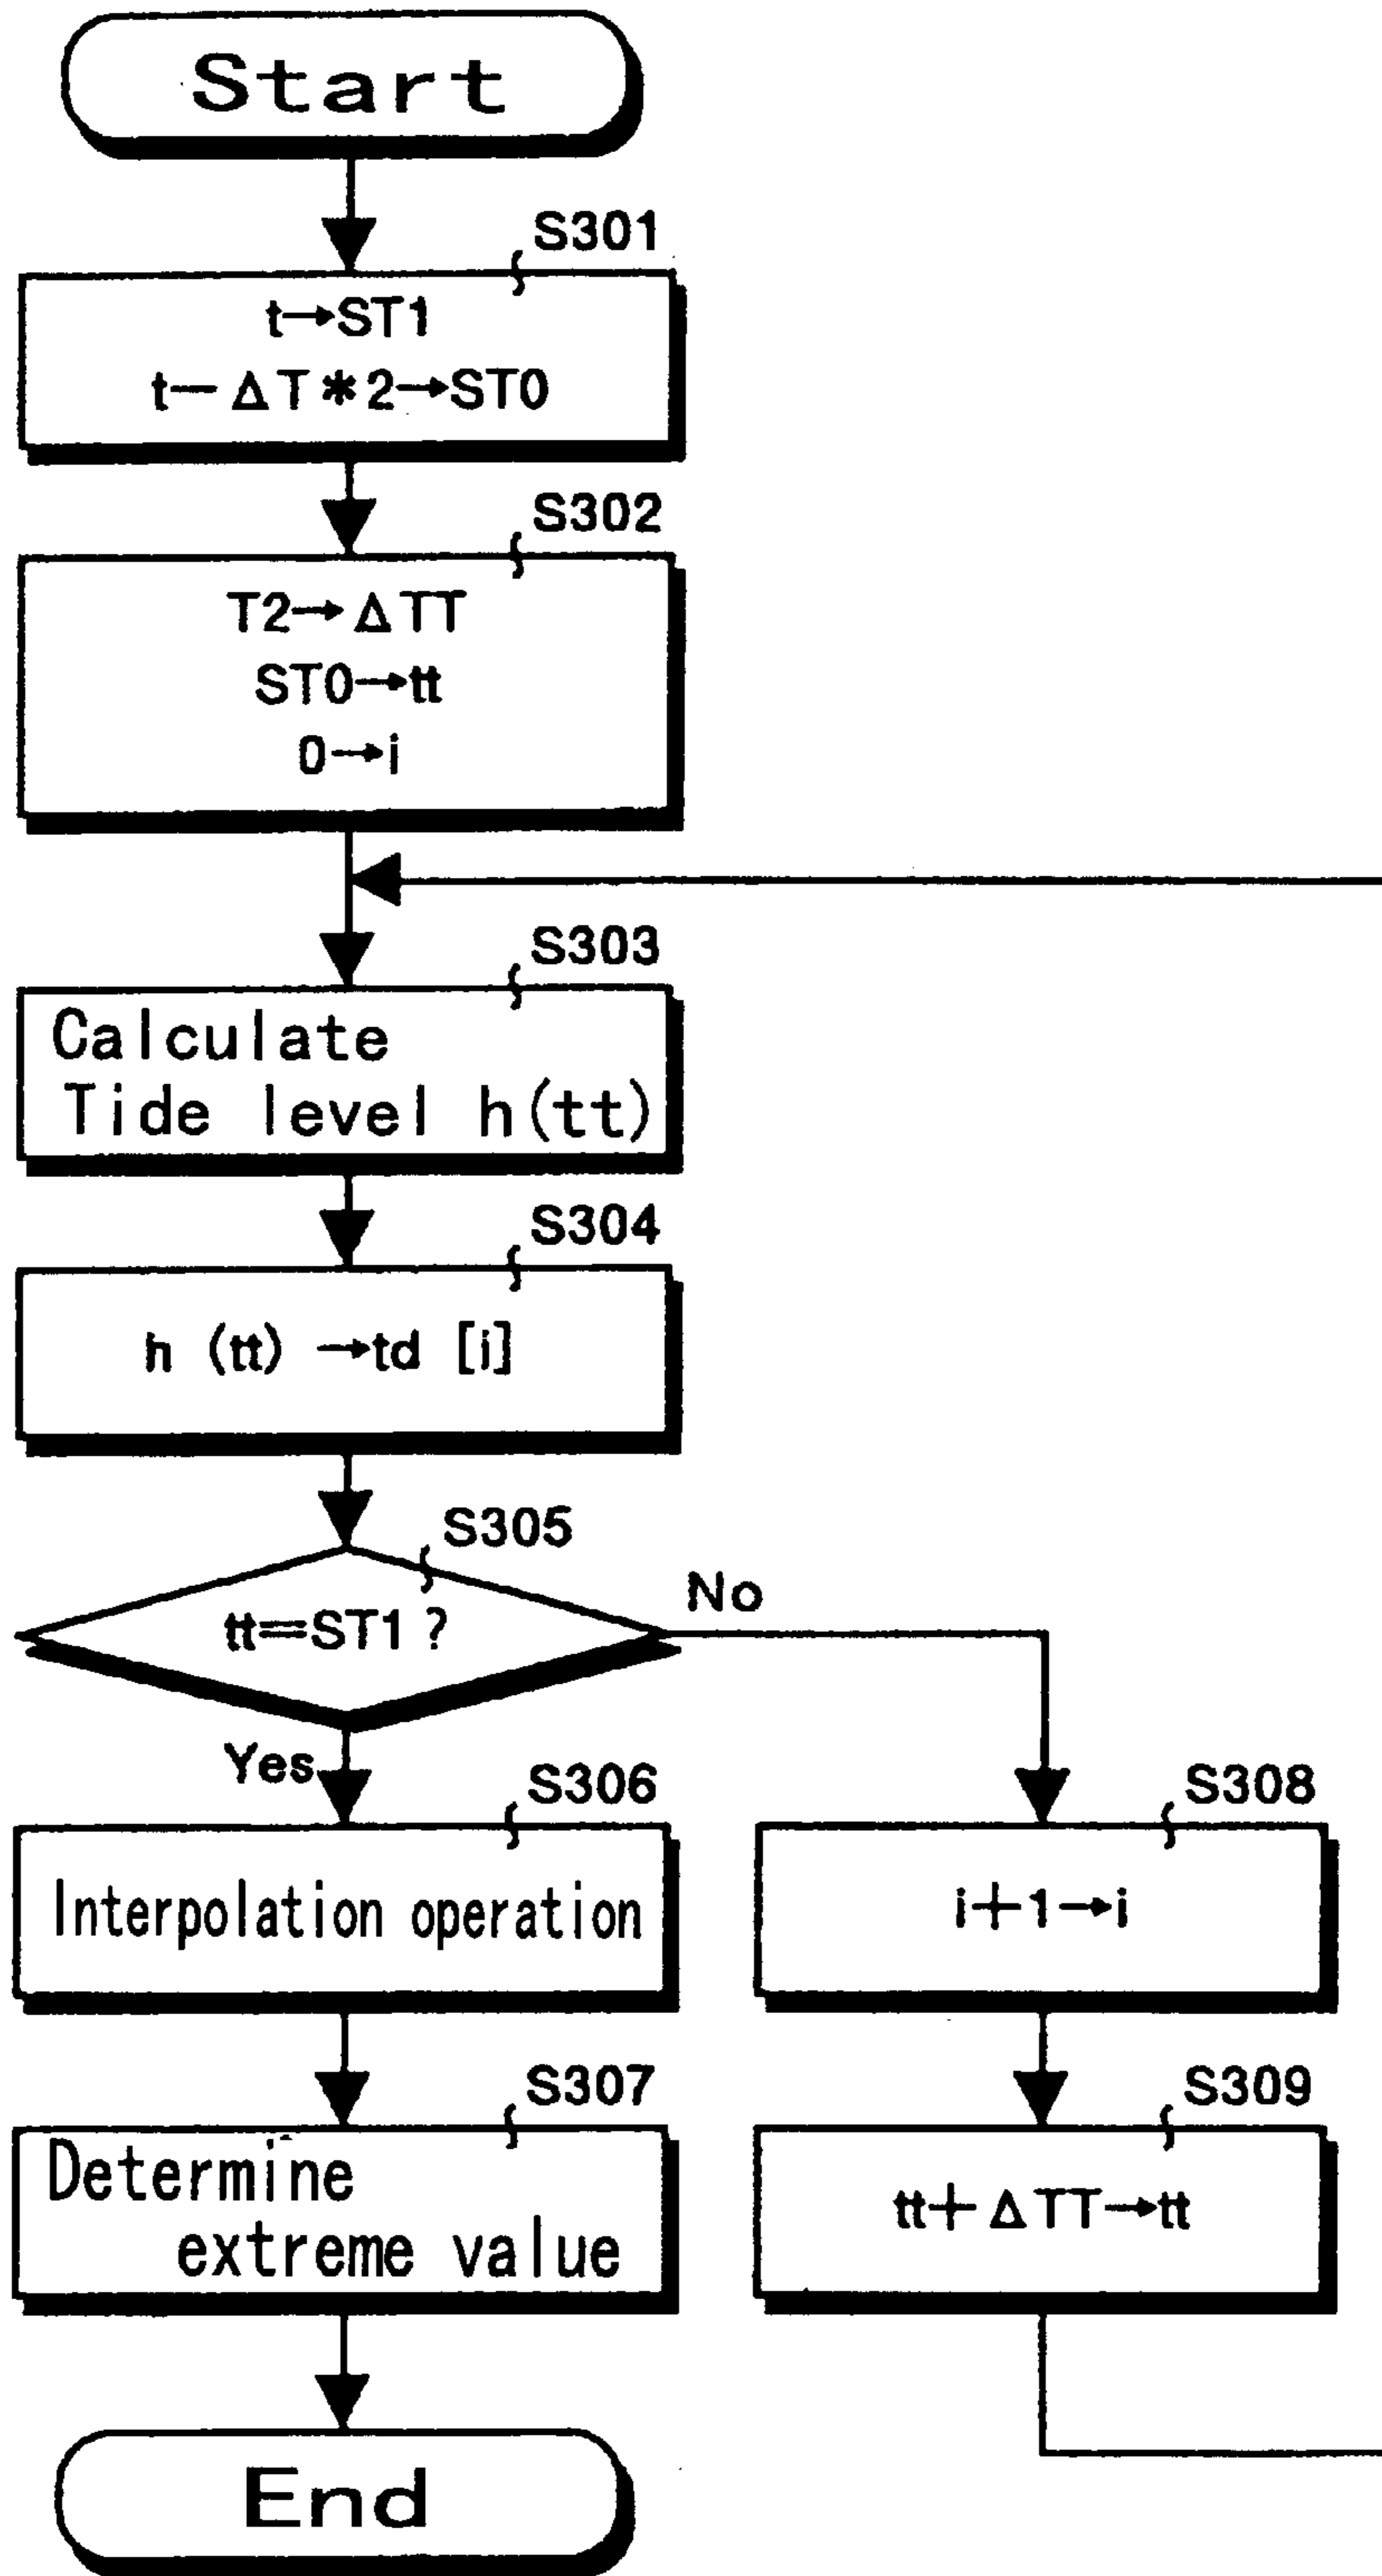 Start
S301
t→ST1
t－ΔT＊2→ST0
S302
T2→ΔTT
ST0→tt
0→i
S303
Calculate
Tide level h(tt)
S304
h (tt) →td [i]
S305
tt＝＝ST1?
No
Yes
S306
Interpolation operation
S307
Determine
extreme value
End
S308
i＋1→i
S309
tt＋ΔTT→tt